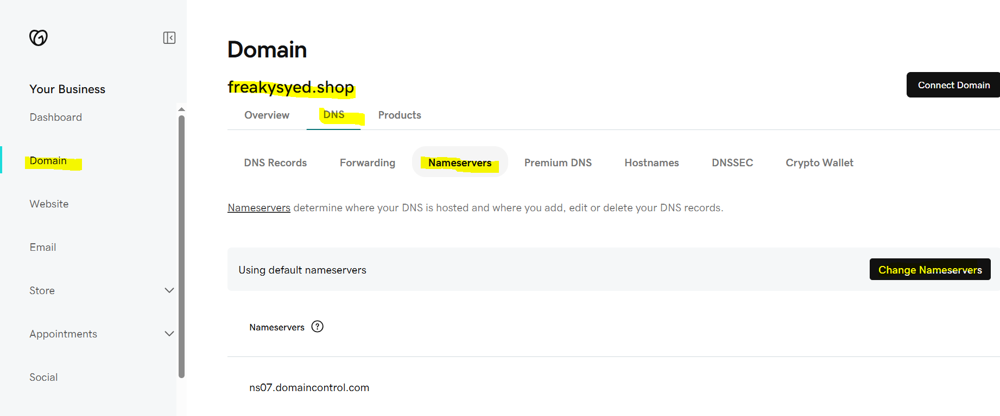 Your Business
Dashboard
Domain
Website
Email
Store
Appointments
Social
Domain
freakysyed.shop
Connect Domain
Overview DNS Products
DNS Records Forwarding Nameservers Premium DNS Hostnames DNSSEC Crypto Wallet
Nameservers determine where your DNS is hosted and where you add, edit or delete your DNS records.
Using default nameservers Change Nameservers
Nameservers ?
ns07.domaincontrol.com